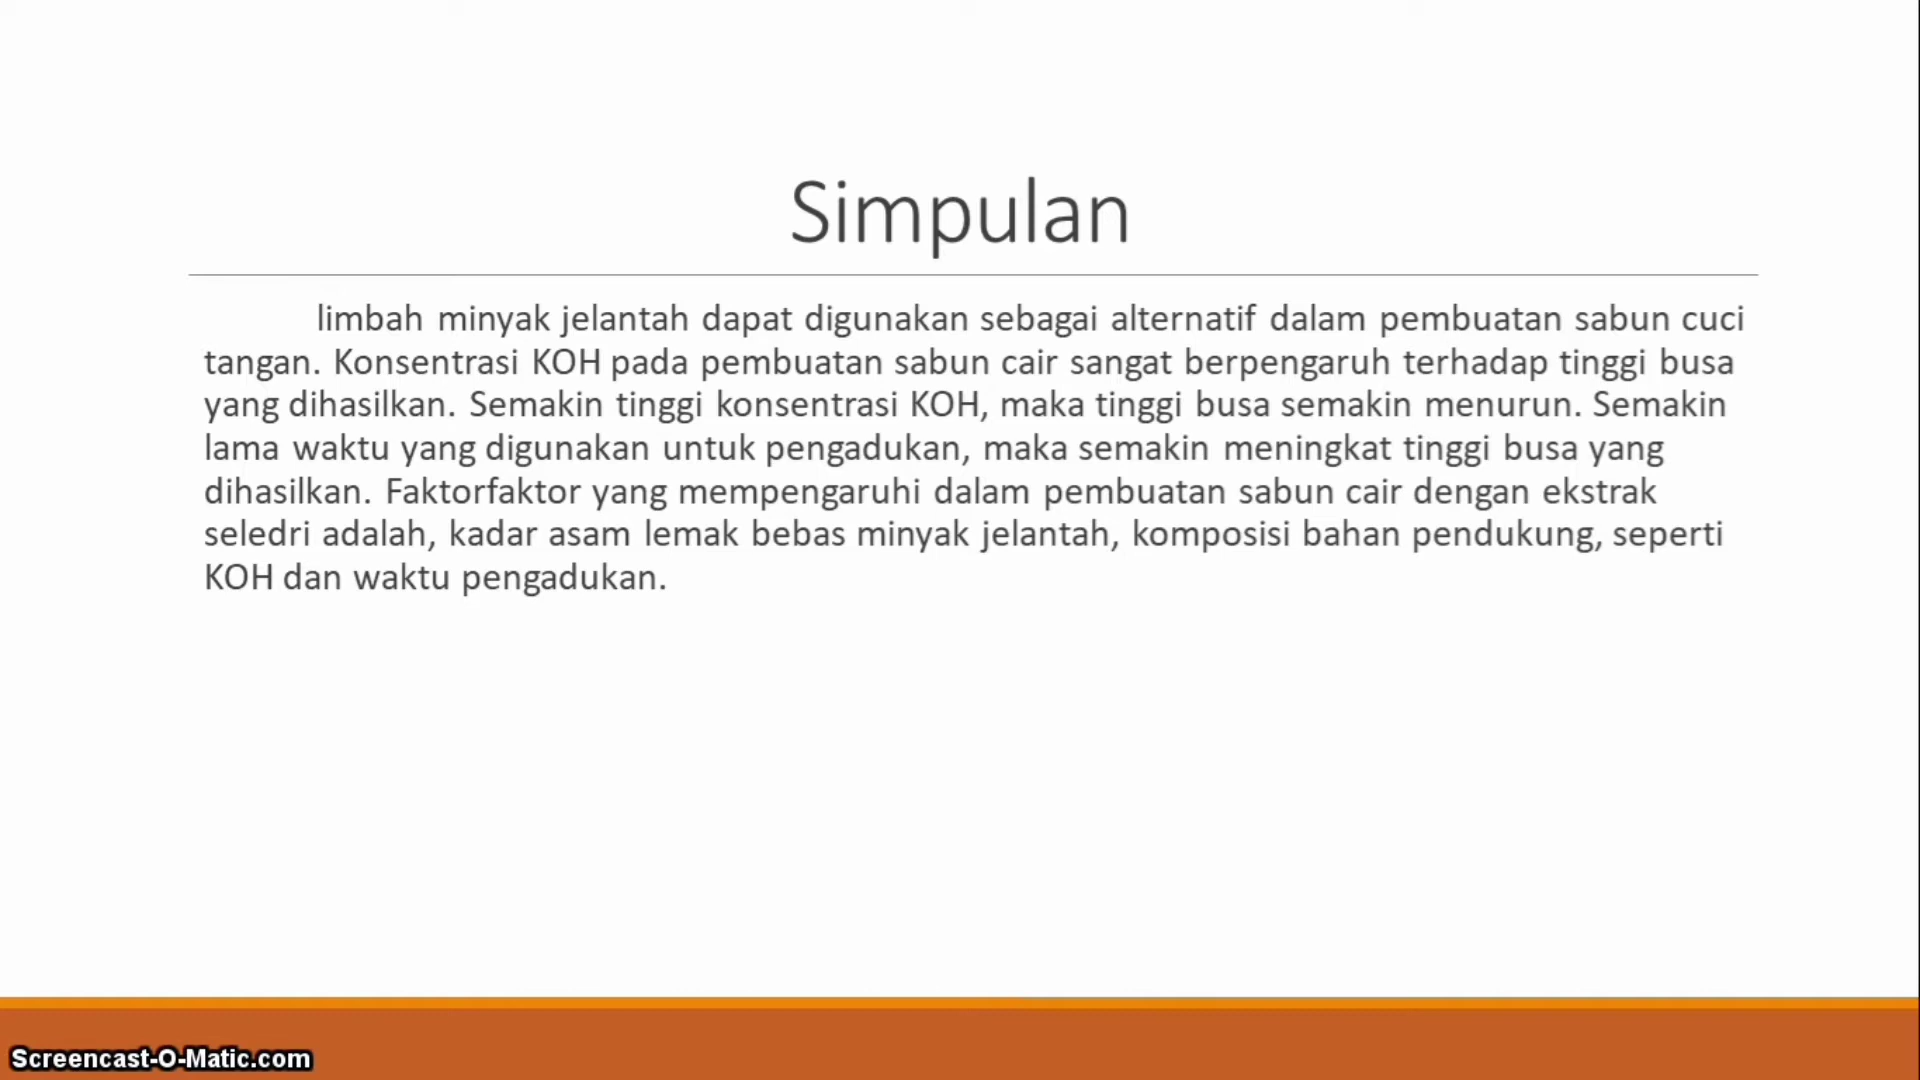 Simpulan
limbah minyak jelantah dapat digunakan sebagai alternatif dalam pembuatan sabun cuci
tangan. Konsentrasi KOH pada pembuatan sabun cair sangat berpengaruh terhadap tinggi busa
yang dihasilkan. Semakin tinggi konsentrasi KOH, maka tinggi busa semakin menurun. Semakin
lama waktu yang digunakan untuk pengadukan, maka semakin meningkat tinggi busa yang
dihasilkan. Faktorfaktor yang mempengaruhi dalam pembuatan sabun cair dengan ekstrak
seledri adalah, kadar asam lemak bebas minyak jelantah, komposisi bahan pendukung, seperti
KOH dan waktu pengadukan.
Screencast-O-Matic.com